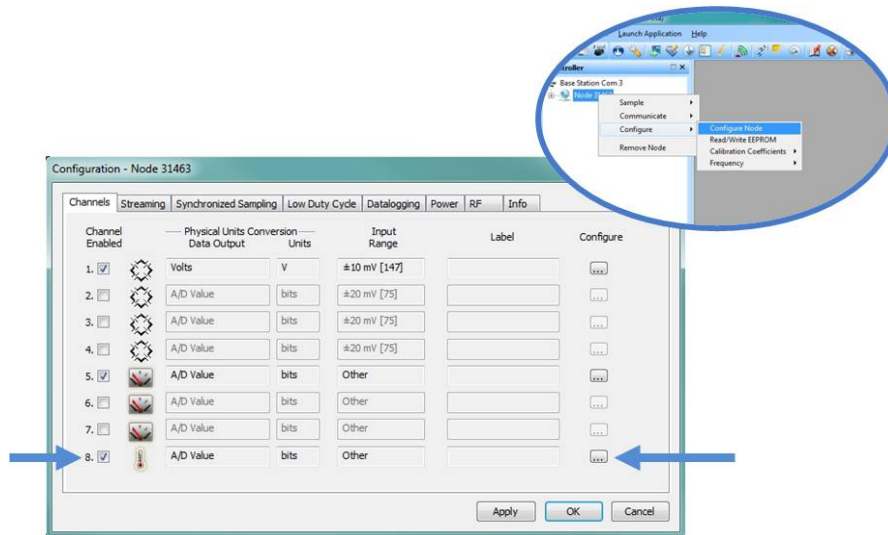 Launch Application Help
Base Station Com 3
Node 31463
Sample
Communicate
Configure
Remove Node
Configure Node
Read/Write EEPROM
Calibration Coefficients
Frequency
Configuration - Node 31463
Channels Streaming Synchronized Sampling Low Duty Cycle Datalogging Power RF Info
Channel Enabled
Physical Units Conversion
Data Output Units
Input Range
Label
Configure
1. Volts V ±10 mV [147] ...
2. A/D Value bits ±20 mV [75] ...
3. A/D Value bits ±20 mV [75] ...
4. A/D Value bits ±20 mV [75] ...
5. A/D Value bits Other ...
6. A/D Value bits Other ...
7. A/D Value bits Other ...
8. A/D Value bits Other ...
Apply OK Cancel